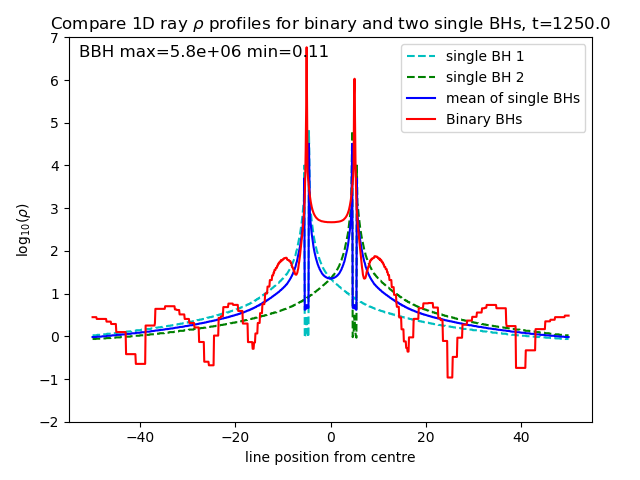 Compare 1D ray ρ profiles for binary and two single BHs, t=1250.0
BBH max=5.8e+06 min=0.11
single BH 1
single BH 2
mean of single BHs
Binary BHs
7
6
5
4
3
2
1
0
−1
−2
log₁₀(ρ)
−40 −20 0 20 40
line position from centre